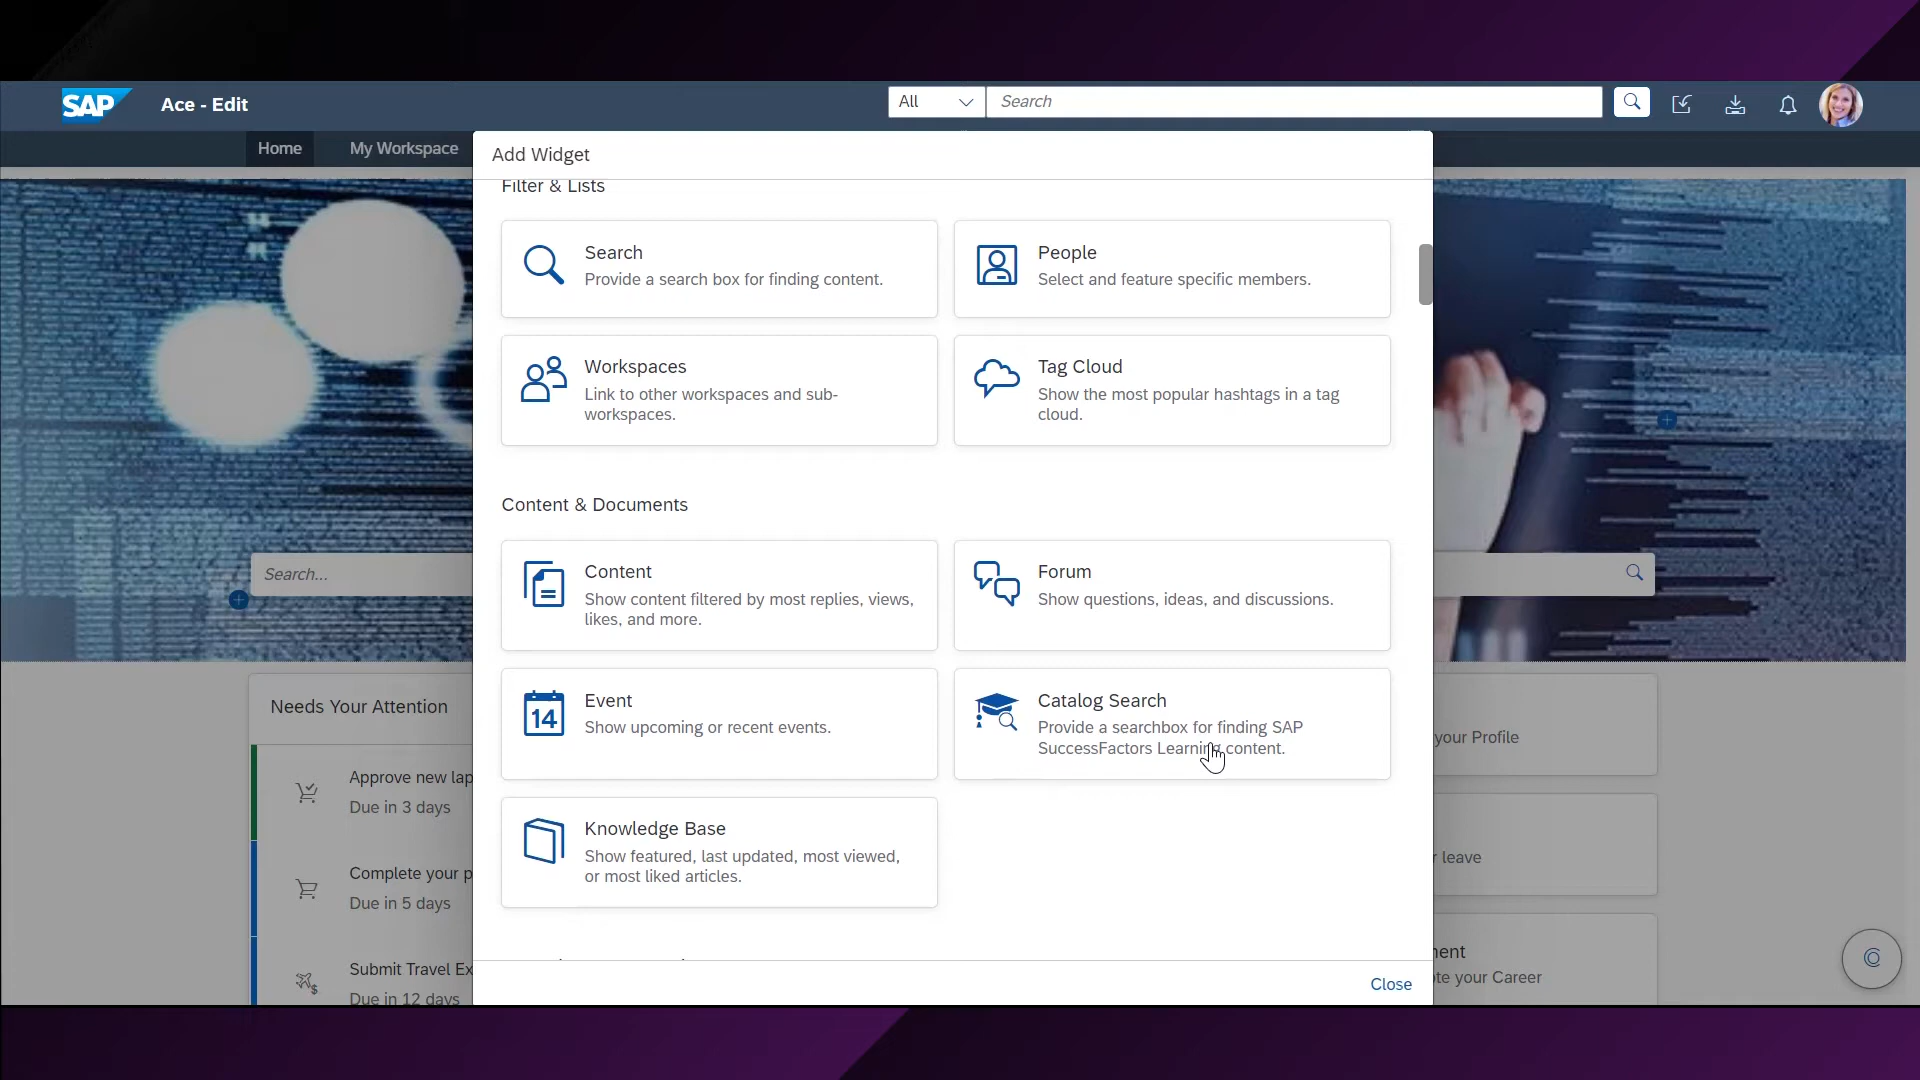 SAP
Ace - Edit
All
Search
Home
My Workspace
Add Widget
Filter & Lists
Search
Provide a search box for finding content.
People
Select and feature specific members.
Workspaces
Link to other workspaces and sub-
workspaces.
Tag Cloud
Show the most popular hashtags in a tag
cloud.
Content & Documents
Content
Show content filtered by most replies, views,
likes, and more.
Forum
Show questions, ideas, and discussions.
14
Event
Show upcoming or recent events.
Catalog Search
Provide a searchbox for finding SAP
SuccessFactors Learning content.
Knowledge Base
Show featured, last updated, most viewed,
or most liked articles.
Close
Search...
Needs Your Attention
Approve new lap
Due in 3 days
Complete your p
Due in 5 days
Submit Travel Ex
Due in 12 days
your Profile
leave
ment
te your Career